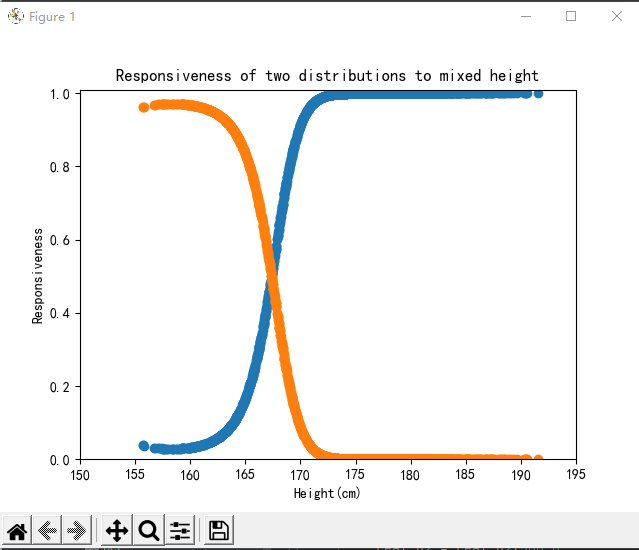 Figure 1
Responsiveness of two distributions to mixed height
1.0
0.8
0.6
0.4
0.2
0.0
Responsiveness
150 155 160 165 170 175 180 185 190 195
Height(cm)